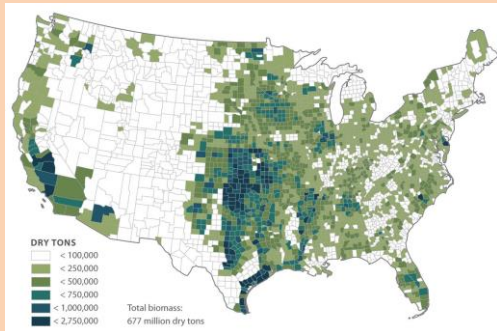 DRY TONS
< 100,000
< 250,000
< 500,000
< 750,000
< 1,000,000
< 2,750,000
Total biomass:
677 million dry tons